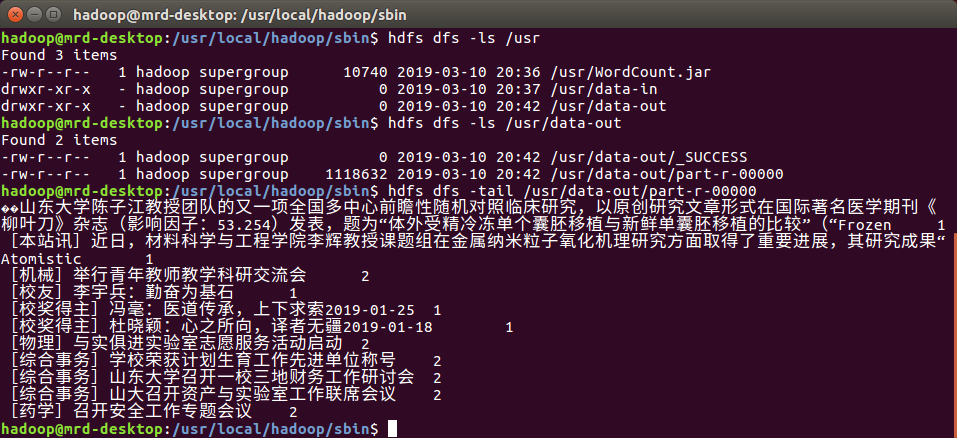 hadoop@mrd-desktop: /usr/local/hadoop/sbin
hadoop@mrd-desktop:/usr/local/hadoop/sbin$ hdfs dfs -ls /usr
Found 3 items
-rw-r--r--   1 hadoop supergroup      10740 2019-03-10 20:36 /usr/WordCount.jar
drwxr-xr-x   - hadoop supergroup          0 2019-03-10 20:37 /usr/data-in
drwxr-xr-x   - hadoop supergroup          0 2019-03-10 20:42 /usr/data-out
hadoop@mrd-desktop:/usr/local/hadoop/sbin$ hdfs dfs -ls /usr/data-out
Found 2 items
-rw-r--r--   1 hadoop supergroup          0 2019-03-10 20:42 /usr/data-out/_SUCCESS
-rw-r--r--   1 hadoop supergroup    1118632 2019-03-10 20:42 /usr/data-out/part-r-00000
hadoop@mrd-desktop:/usr/local/hadoop/sbin$ hdfs dfs -tail /usr/data-out/part-r-00000
��山东大学陈子江教授团队的又一项全国多中心前瞻性随机对照临床研究，以原创研究文章形式在国际著名医学期刊《
柳叶刀》杂志（影响因子：53.254）发表，题为“体外受精冷冻单个囊胚移植与新鲜单囊胚移植的比较”（“Frozen	1
［本站讯］近日，材料科学与工程学院李辉教授课题组在金属纳米粒子氧化机理研究方面取得了重要进展，其研究成果“
Atomistic	1
［机械］举行青年教师教学科研交流会	2
［校友］李宇兵：勤奋为基石	1
［校奖得主］冯毫：医道传承，上下求索2019-01-25	1
［校奖得主］杜晓颖：心之所向，译者无疆2019-01-18	1
［物理］与实俱进实验室志愿服务活动启动	2
［综合事务］学校荣获计划生育工作先进单位称号	2
［综合事务］山东大学召开一校三地财务工作研讨会	2
［综合事务］山大召开资产与实验室工作联席会议	2
［药学］召开安全工作专题会议	2
hadoop@mrd-desktop:/usr/local/hadoop/sbin$